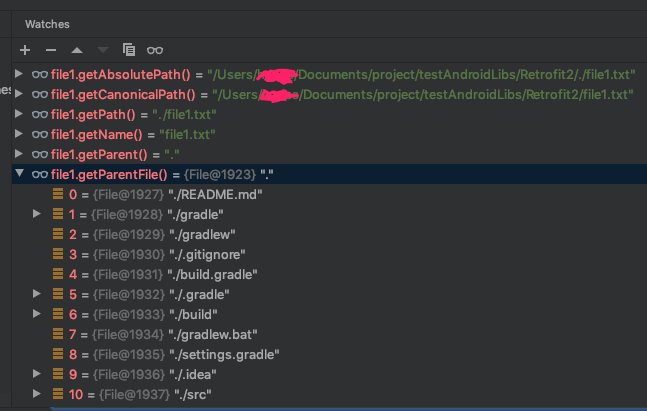 Watches
file1.getAbsolutePath() = "/Users/ /Documents/project/testAndroidLibs/Retrofit2/./file1.txt"
file1.getCanonicalPath() = "/Users/ /Documents/project/testAndroidLibs/Retrofit2/file1.txt"
file1.getPath() = "./file1.txt"
file1.getName() = "file1.txt"
file1.getParent() = "."
file1.getParentFile() = {File@1923} "."
0 = {File@1927} "./README.md"
1 = {File@1928} "./gradle"
2 = {File@1929} "./gradlew"
3 = {File@1930} "./.gitignore"
4 = {File@1931} "./build.gradle"
5 = {File@1932} "./.gradle"
6 = {File@1933} "./build"
7 = {File@1934} "./gradlew.bat"
8 = {File@1935} "./settings.gradle"
9 = {File@1936} "./.idea"
10 = {File@1937} "./src"